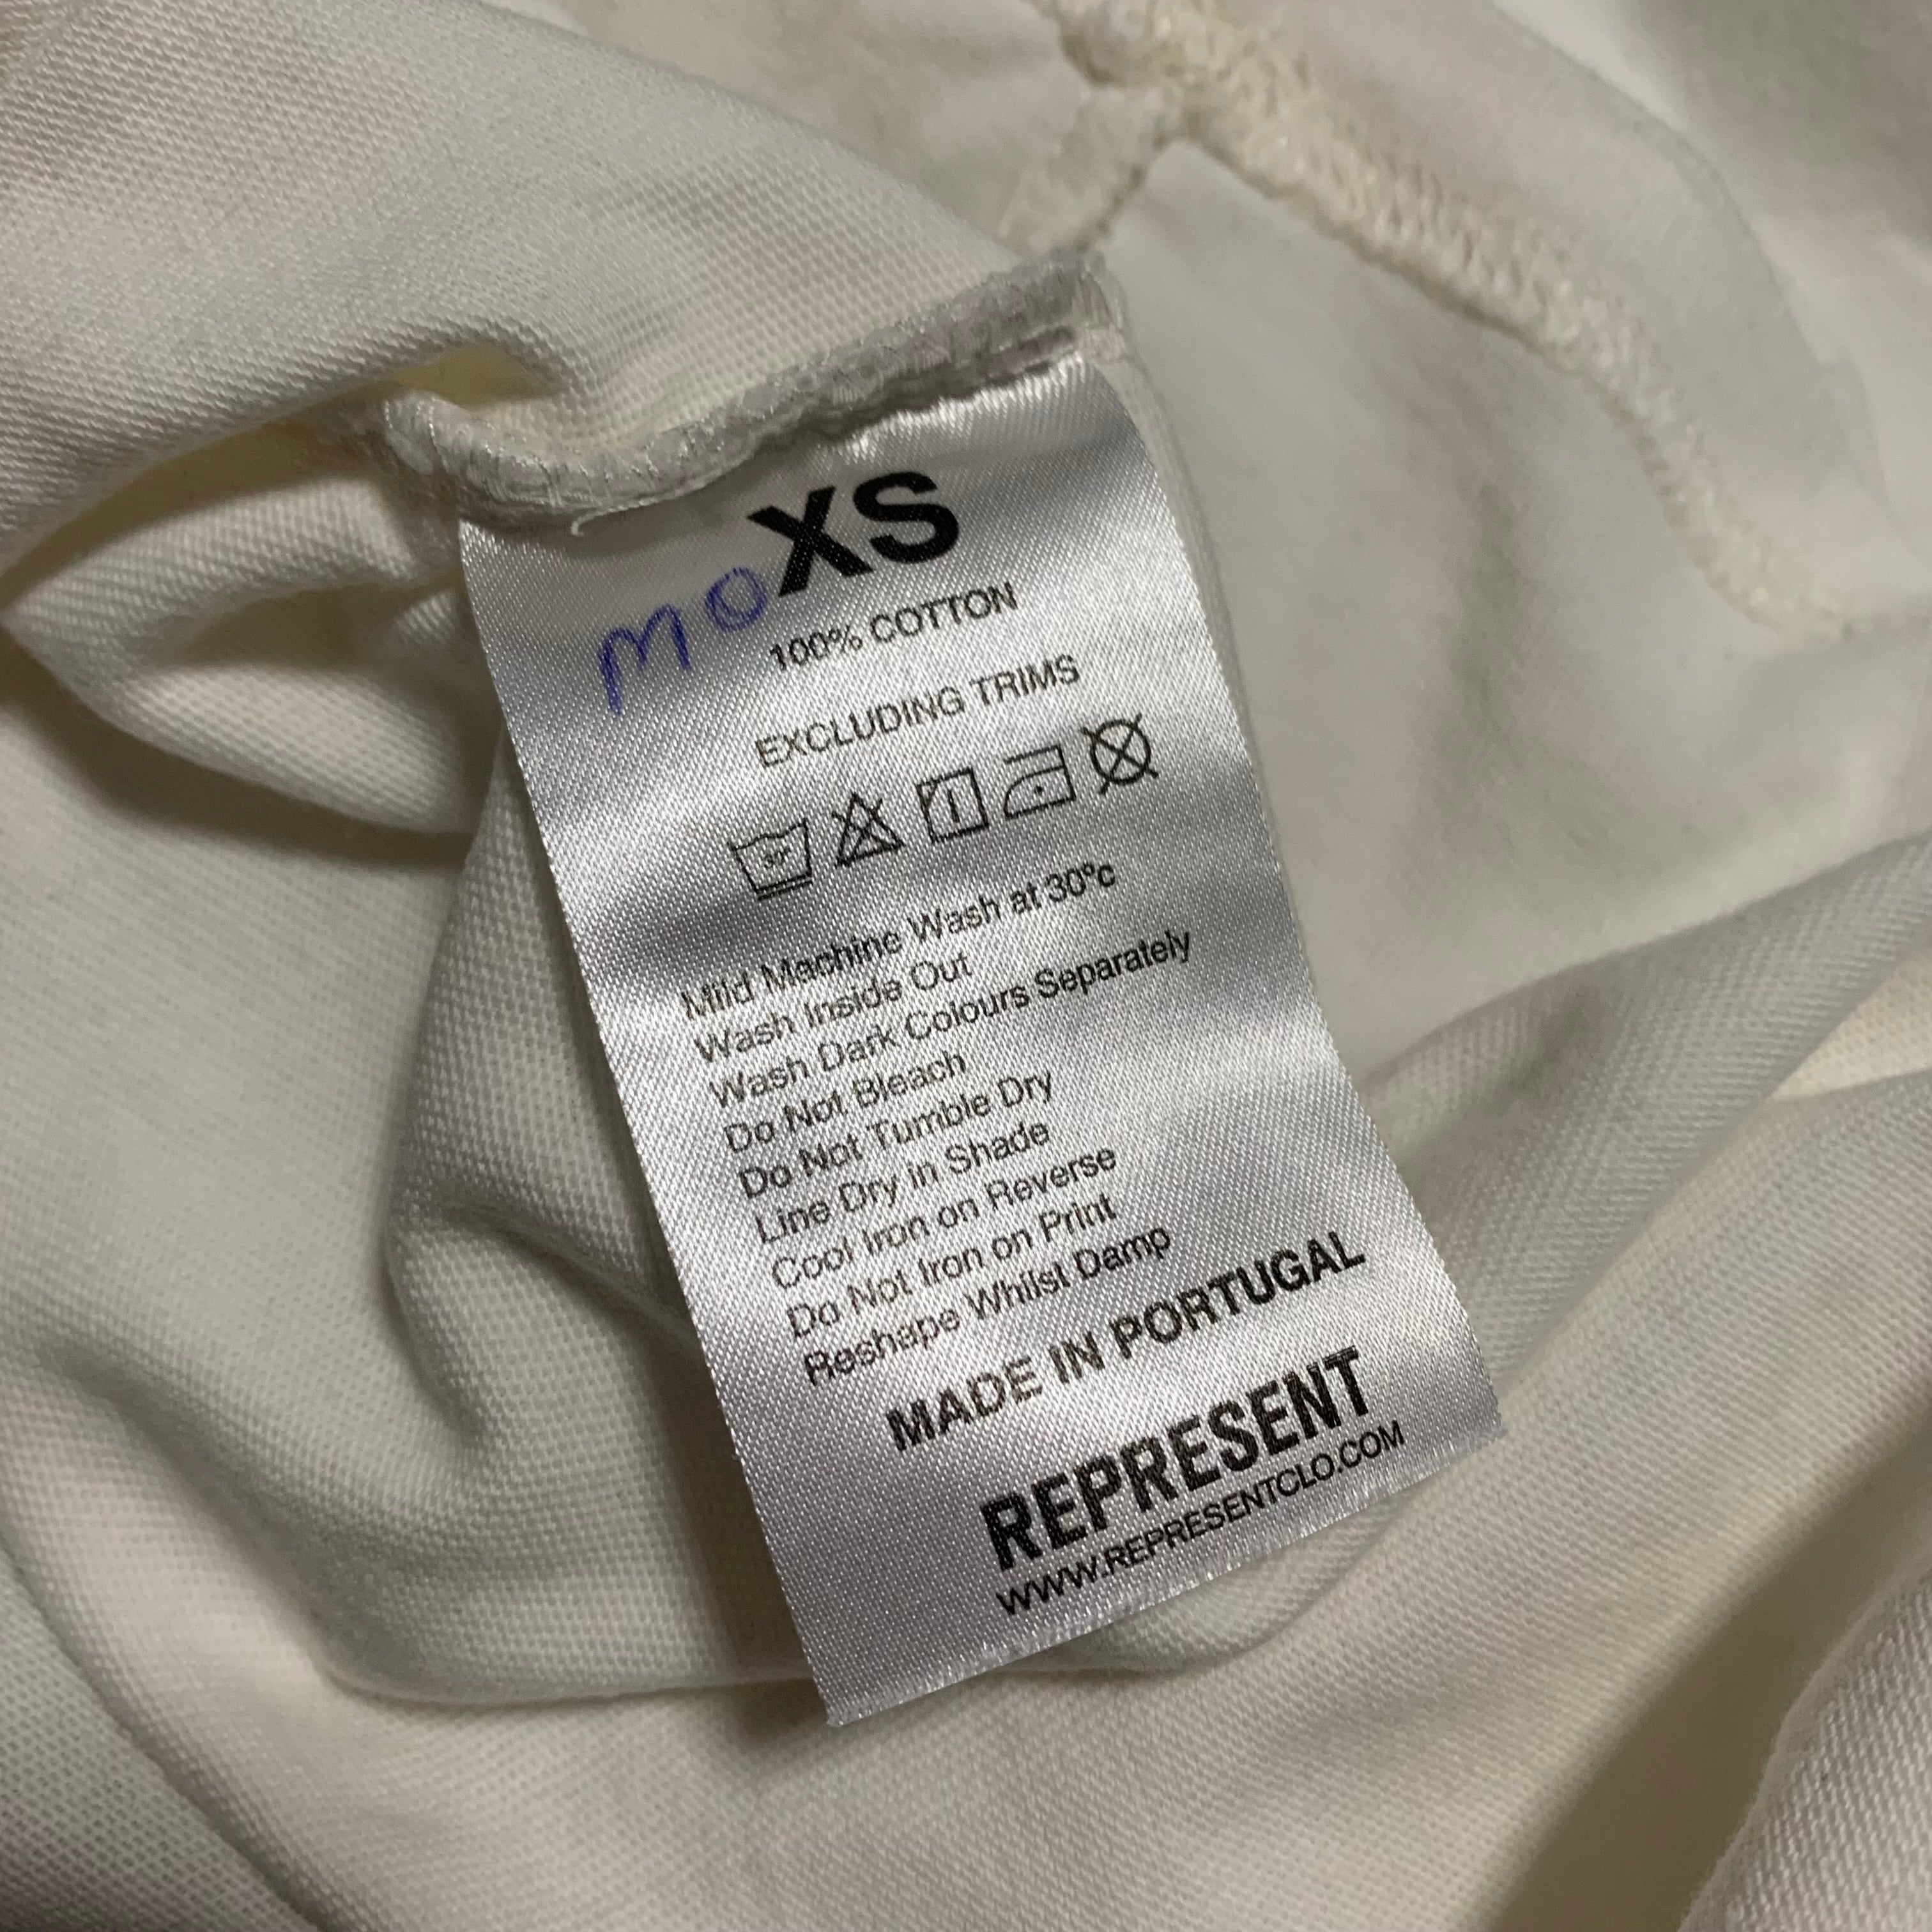 XS
mo
100% COTTON
EXCLUDING TRIMS
30°
Mild Machine Wash at 30°c
Wash Inside Out
Wash Dark Colours Separately
Do Not Bleach
Do Not Tumble Dry
Line Dry in Shade
Cool Iron on Reverse
Do Not Iron on Print
Reshape Whilst Damp
MADE IN PORTUGAL
REPRESENT
WWW.REPRESENTCLO.COM